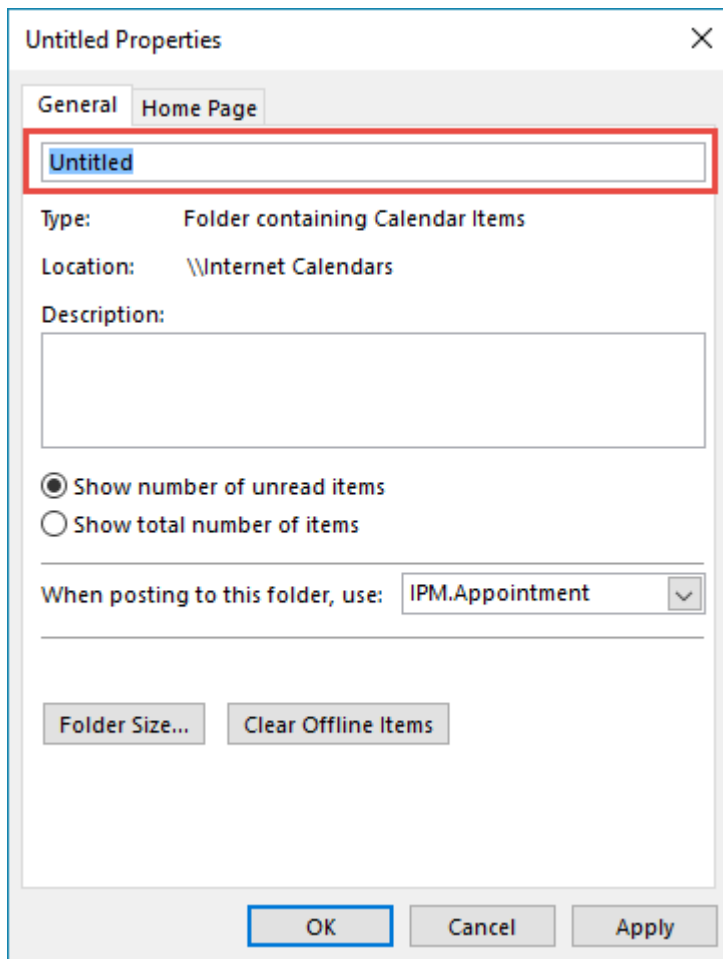 Untitled Properties
General Home Page
Untitled
Type: Folder containing Calendar Items
Location: \\Internet Calendars
Description:
Show number of unread items
Show total number of items
When posting to this folder, use: IPM.Appointment
Folder Size... Clear Offline Items
OK Cancel Apply